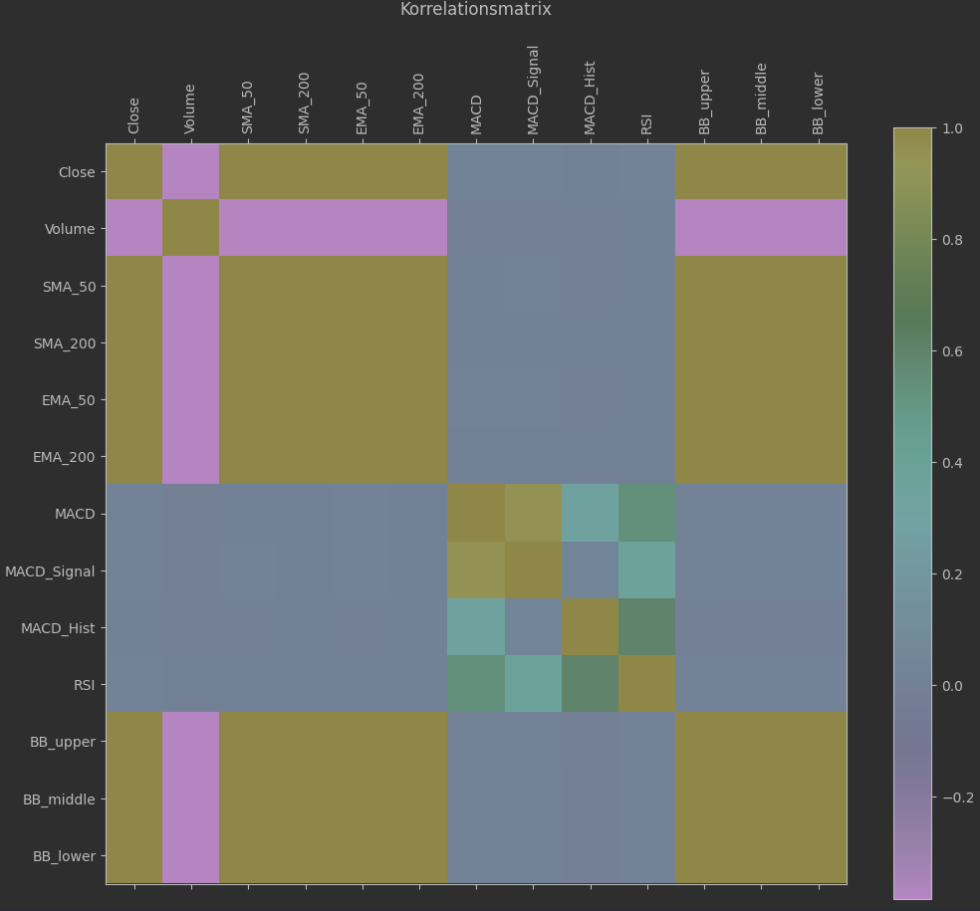 Korrelationsmatrix
Close
Volume
SMA_50
SMA_200
EMA_50
EMA_200
MACD
MACD_Signal
MACD_Hist
RSI
BB_upper
BB_middle
BB_lower
Close
Volume
SMA_50
SMA_200
EMA_50
EMA_200
MACD
MACD_Signal
MACD_Hist
RSI
BB_upper
BB_middle
BB_lower
1.0
0.8
0.6
0.4
0.2
0.0
−0.2